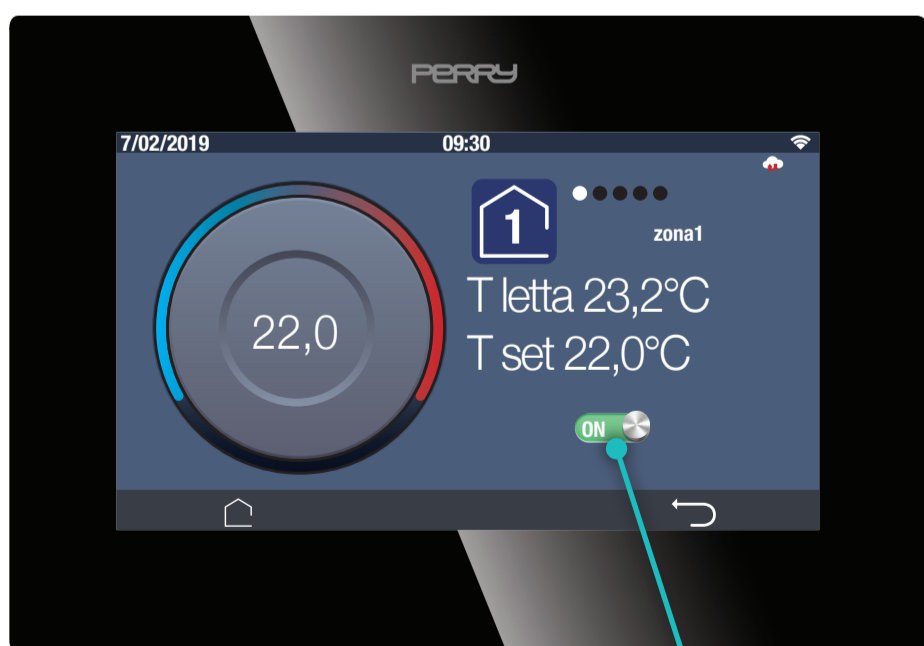 PERRY
7/02/2019 09:30
1
zona1
T letta 23,2°C
T set 22,0°C
22,0
ON